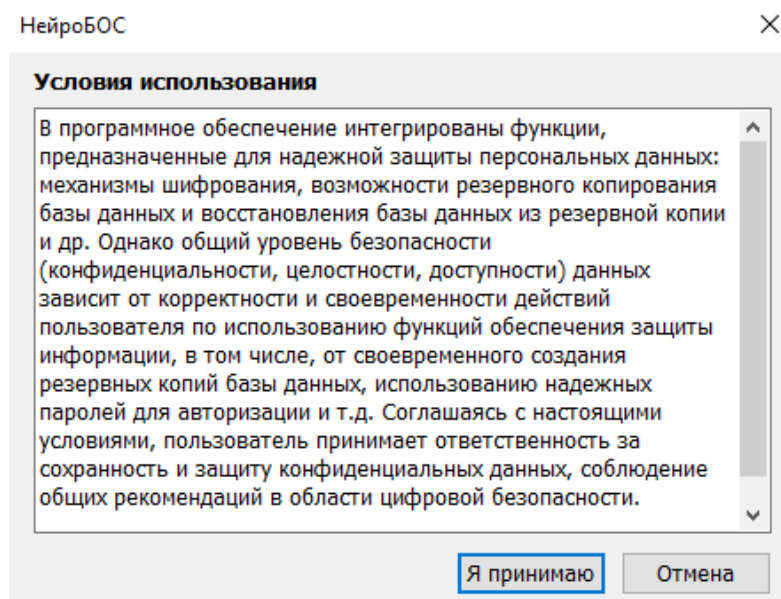 НейроБОС
Условия использования
В программное обеспечение интегрированы функции,
предназначенные для надежной защиты персональных данных:
механизмы шифрования, возможности резервного копирования
базы данных и восстановления базы данных из резервной копии
и др. Однако общий уровень безопасности
(конфиденциальности, целостности, доступности) данных
зависит от корректности и своевременности действий
пользователя по использованию функций обеспечения защиты
информации, в том числе, от своевременного создания
резервных копий базы данных, использованию надежных
паролей для авторизации и т.д. Соглашаясь с настоящими
условиями, пользователь принимает ответственность за
сохранность и защиту конфиденциальных данных, соблюдение
общих рекомендаций в области цифровой безопасности.
Я принимаю
Отмена